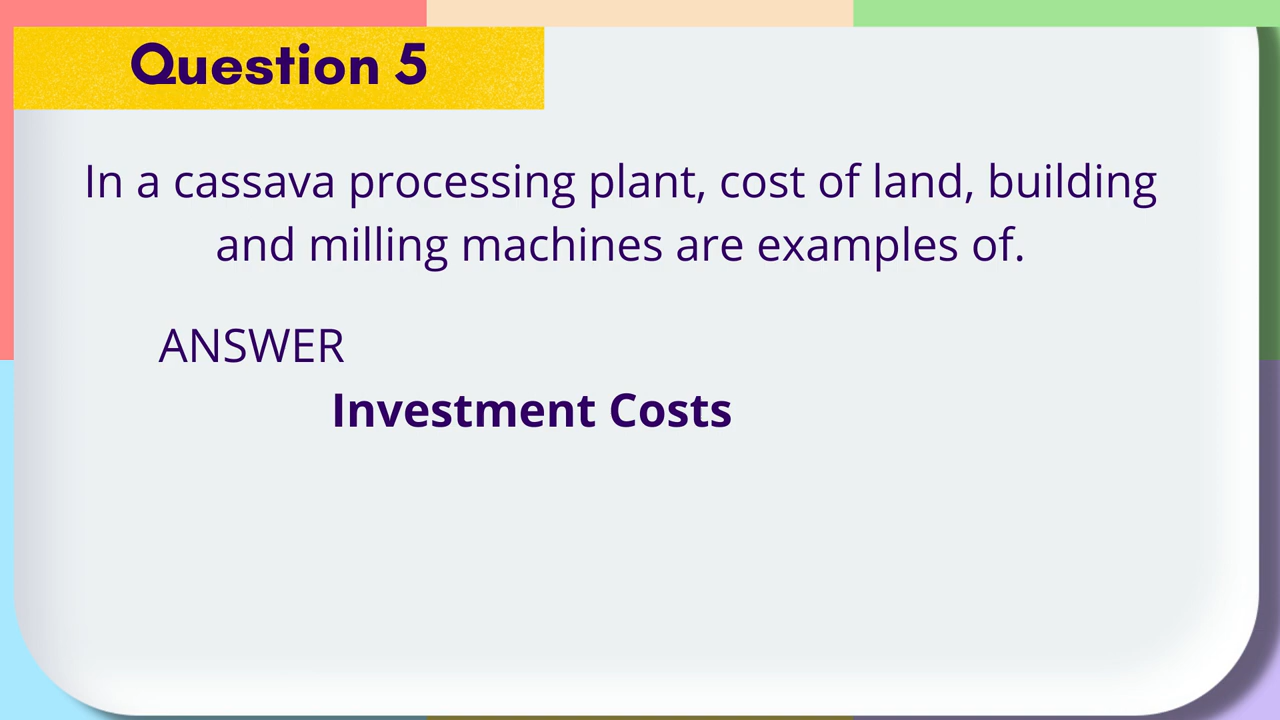 Question 5
In a cassava processing plant, cost of land, building
and milling machines are examples of.
ANSWER
Investment Costs